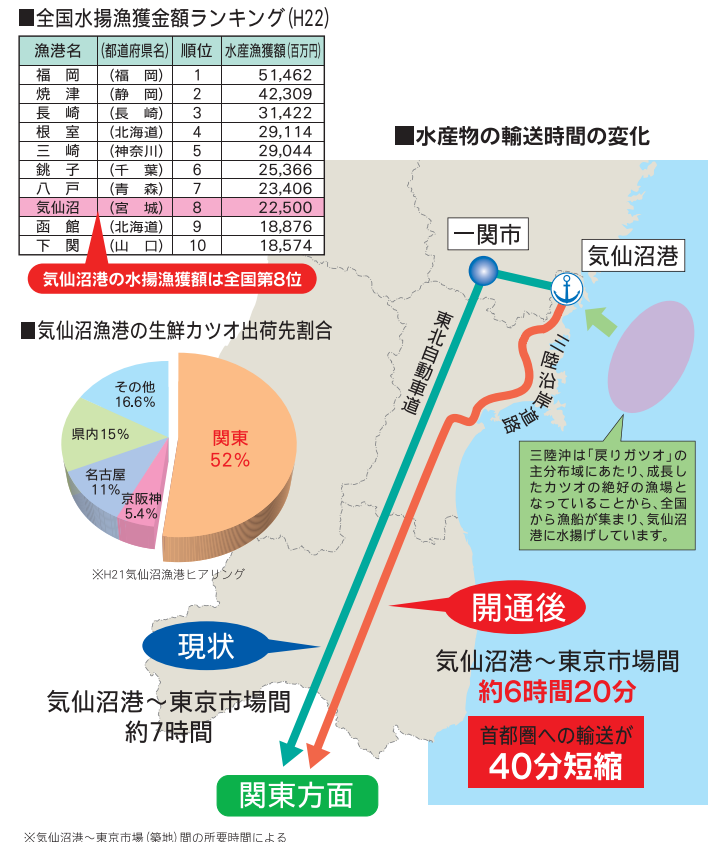 ■全国水揚漁獲金額ランキング(H22)
漁港名 (都道府県名) 順位 水産漁獲額(百万円)
福岡 (福岡) 1 51,462
焼津 (静岡) 2 42,309
長崎 (長崎) 3 31,422
根室 (北海道) 4 29,114
三崎 (神奈川) 5 29,044
銚子 (千葉) 6 25,366
八戸 (青森) 7 23,406
気仙沼 (宮城) 8 22,500
函館 (北海道) 9 18,876
下関 (山口) 10 18,574
気仙沼港の水揚漁獲額は全国第8位
■気仙沼漁港の生鮮カツオ出荷先割合
その他
16.6%
県内15%
名古屋
11%
京阪神
5.4%
関東
52%
※H21気仙沼漁港ヒアリング
■水産物の輸送時間の変化
一関市
気仙沼港
東北自動車道
三陸沿岸道路
三陸沖は「戻りガツオ」の
主分布域にあたり、成長し
たカツオの絶好の漁場と
なっていることから、全国
から漁船が集まり、気仙沼
港に水揚げしています。
開通後
気仙沼港~東京市場間
約6時間20分
首都圏への輸送が
40分短縮
現状
気仙沼港~東京市場間
約7時間
関東方面
※気仙沼港~東京市場(築地)間の所要時間による